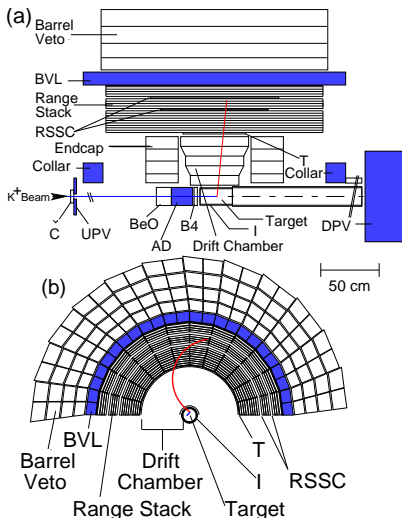 (a)
Barrel
Veto
BVL
Range
Stack
RSSC
Endcap
T
Collar
Collar
K+ Beam
C
UPV
BeO
AD
B4
Target
I
Drift Chamber
DPV
50 cm
(b)
BVL
Barrel
Veto
Drift
Chamber
Range Stack
T
I
RSSC
Target